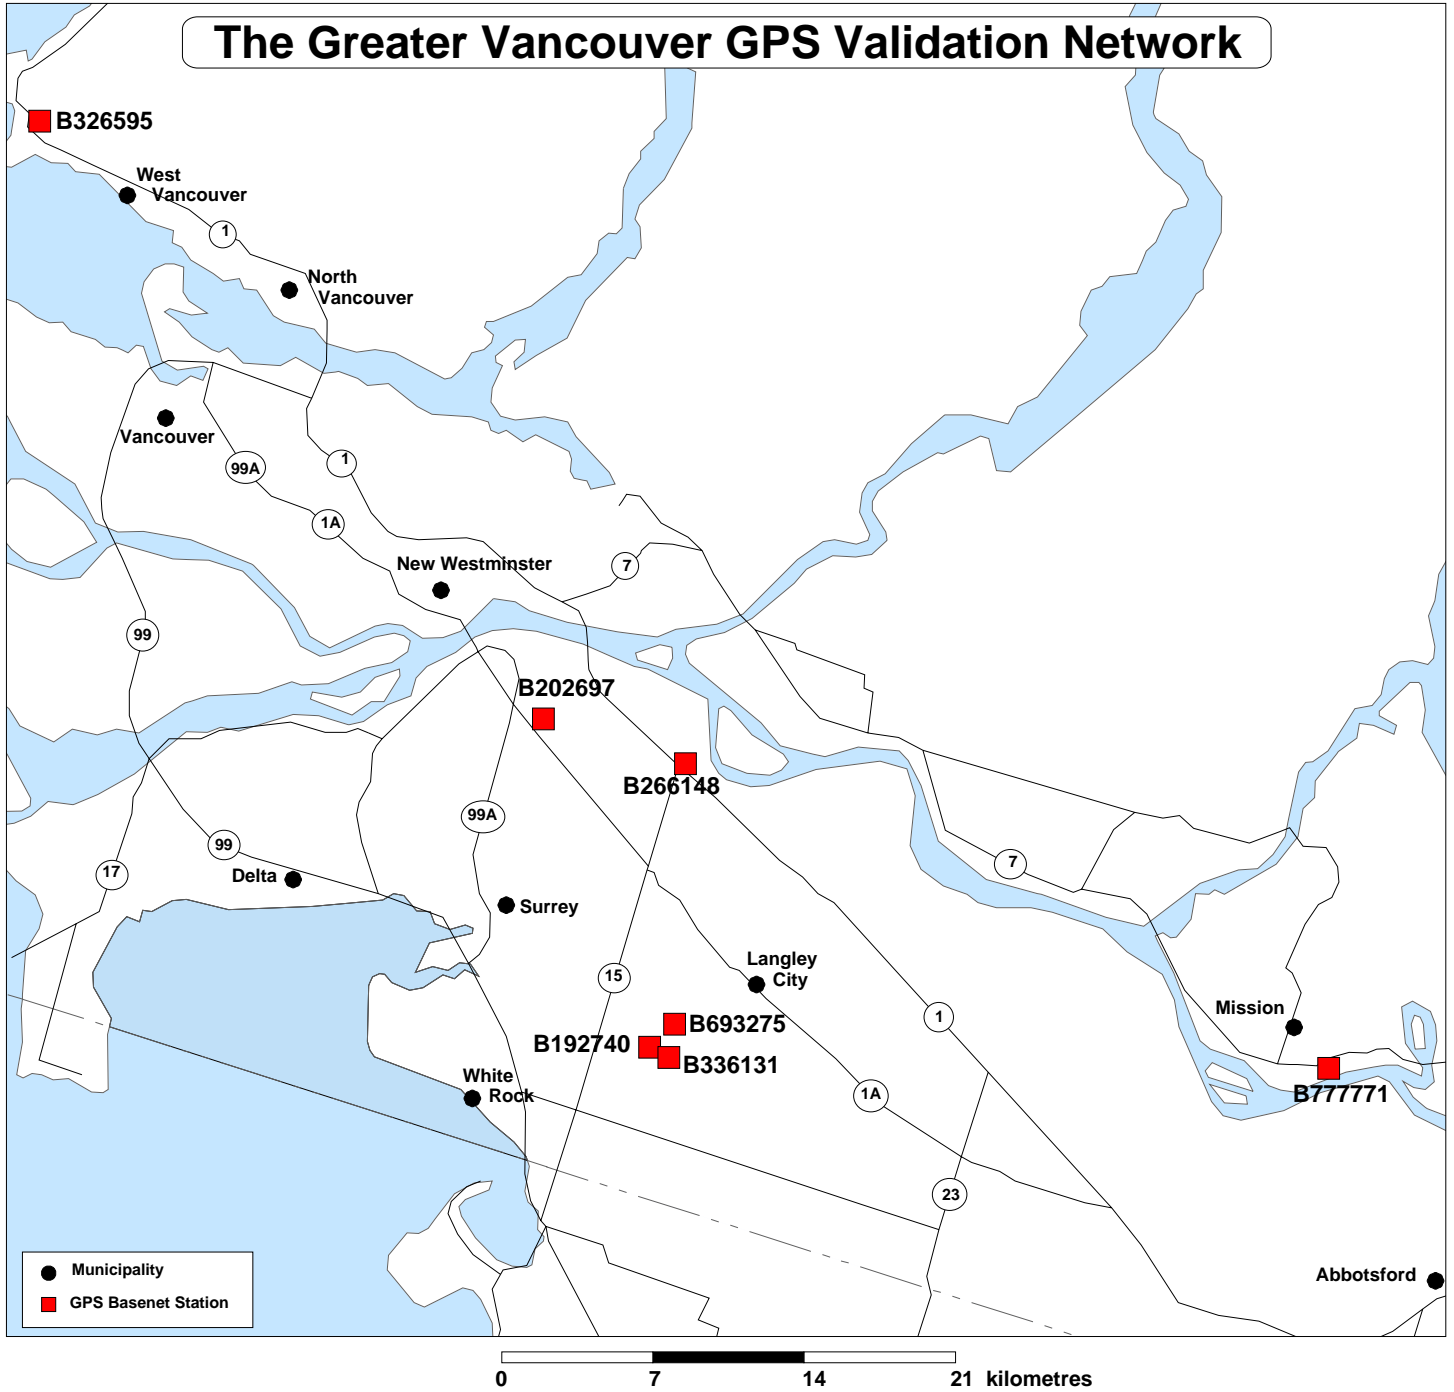 The Greater Vancouver GPS Validation Network
B326595
West
Vancouver
1
North
Vancouver
Vancouver
99A
1
1A
New Westminster
7
99
B202697
B266148
99A
99
17
Delta
7
Surrey
Langley
City
15
Mission
1
B693275
B192740
B336131
White
Rock
1A
B777771
23
Abbotsford
Municipality
GPS Basenet Station
0 7 14 21 kilometres